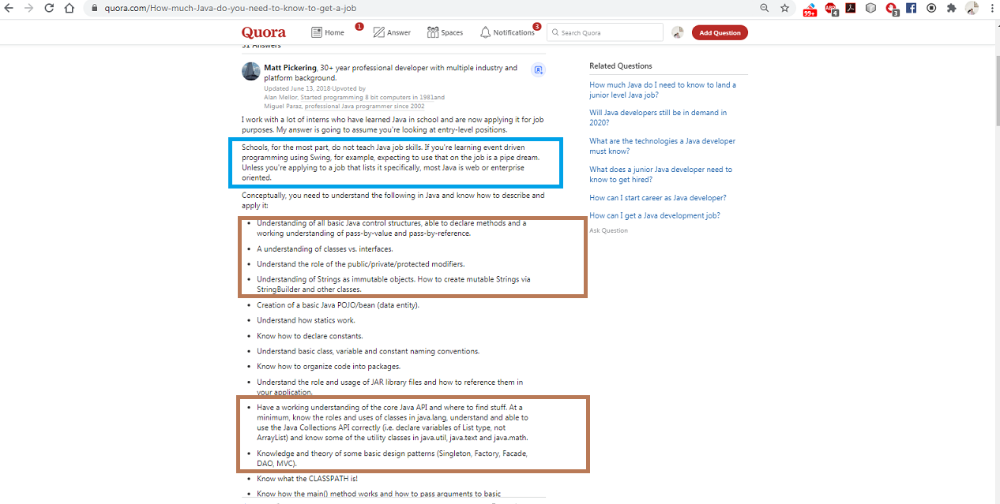 quora.com/How-much-Java-do-you-need-to-know-to-get-a-job
99+
4
3
Quora
Home
1
Answer
Spaces
Notifications
3
Search Quora
Add Question
31 Answers
Matt Pickering, 30+ year professional developer with multiple industry and
platform background.
Updated June 13, 2018·Upvoted by
Alan Mellor, Started programming 8 bit computers in 1981and
Miguel Paraz, professional Java programmer since 2002
I work with a lot of interns who have learned Java in school and are now applying it for job
purposes. My answer is going to assume you're looking at entry-level positions.
Schools, for the most part, do not teach Java job skills. If you're learning event driven
programming using Swing, for example, expecting to use that on the job is a pipe dream.
Unless you're applying to a job that lists it specifically, most Java is web or enterprise
oriented.
Conceptually, you need to understand the following in Java and know how to describe and
apply it:
• Understanding of all basic Java control structures, able to declare methods and a
working understanding of pass-by-value and pass-by-reference.
• A understanding of classes vs. interfaces.
• Understand the role of the public/private/protected modifiers.
• Understanding of Strings as immutable objects. How to create mutable Strings via
StringBuilder and other classes.
• Creation of a basic Java POJO/bean (data entity).
• Understand how statics work.
• Know how to declare constants.
• Understand basic class, variable and constant naming conventions.
• Know how to organize code into packages.
• Understand the role and usage of JAR library files and how to reference them in
your application.
• Have a working understanding of the core Java API and where to find stuff. At a
minimum, know the roles and uses of classes in java.lang, understand and able to
use the Java Collections API correctly (i.e. declare variables of List type, not
ArrayList) and know some of the utility classes in java.util, java.text and java.math.
• Knowledge and theory of some basic design patterns (Singleton, Factory, Facade,
DAO, MVC).
• Know what the CLASSPATH is!
• Know how the main() method works and how to pass arguments to basic
Related Questions
How much Java do I need to know to land a
junior level Java job?
Will Java developers still be in demand in
2020?
What are the technologies a Java developer
must know?
What does a junior Java developer need to
know to get hired?
How can I start career as Java developer?
How can I get a Java development job?
Ask Question